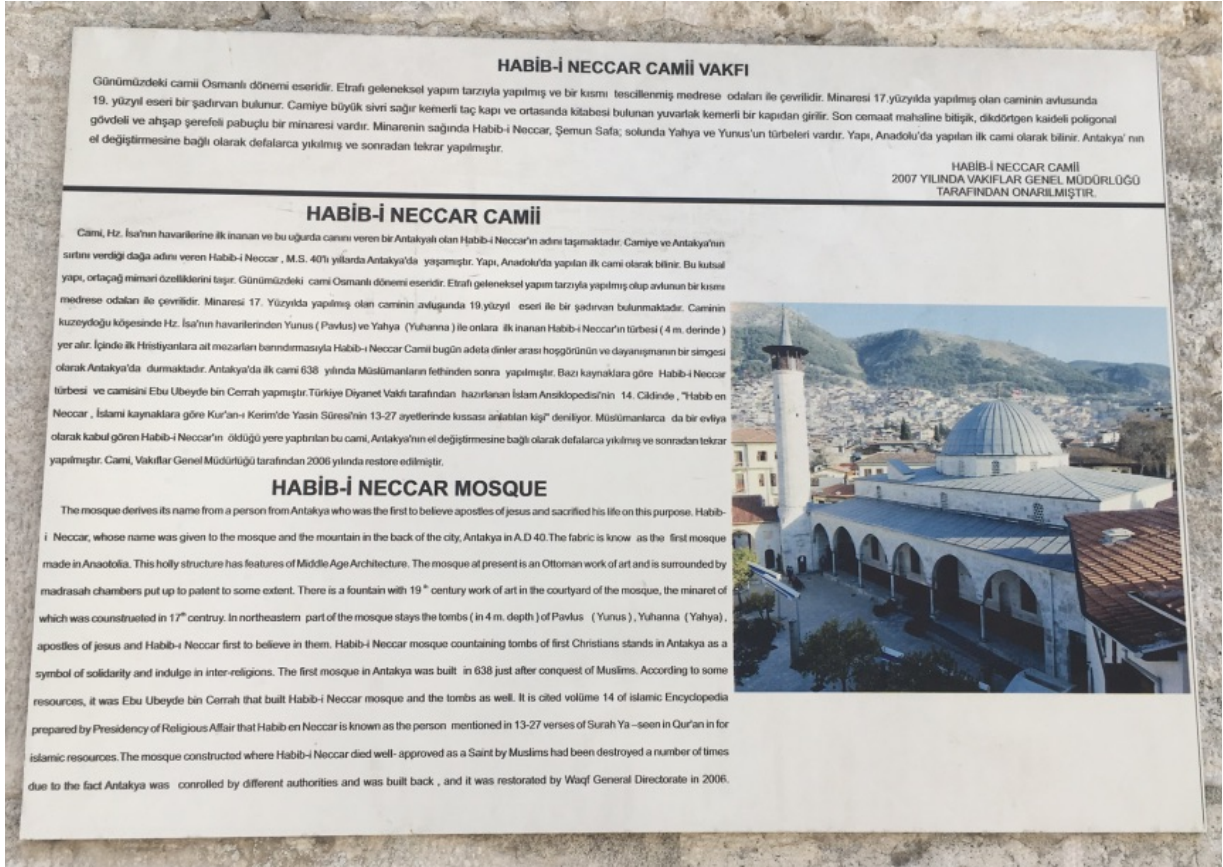 HABİB-İ NECCAR CAMİİ VAKFI
Günümüzdeki camii Osmanlı dönemi eseridir. Etrafı geleneksel yapım tarzıyla yapılmış ve bir kısmı tescillenmiş medrese odaları ile çevrilidir. Minaresi 17.yüzyılda yapılmış olan caminin avlusunda
19. yüzyıl eseri bir şadırvan bulunur. Camiye büyük sivri sağır kemerli taç kapı ve ortasında kitabesi bulunan yuvarlak kemerli bir kapıdan girilir. Son cemaat mahaline bitişik, dikdörtgen kaideli poligonal
gövdeli ve ahşap şerefeli pabuçlu bir minaresi vardır. Minarenin sağında Habib-i Neccar, Şemun Safa; solunda Yahya ve Yunus'un türbeleri vardır. Yapı, Anadolu'da yapılan ilk cami olarak bilinir. Antakya' nın
el değiştirmesine bağlı olarak defalarca yıkılmış ve sonradan tekrar yapılmıştır.
HABİB-İ NECCAR CAMİİ
2007 YILINDA VAKIFLAR GENEL MÜDÜRLÜĞÜ
TARAFINDAN ONARILMIŞTIR.
HABİB-İ NECCAR CAMİİ
Cami, Hz. İsa'nın havarilerine ilk inanan ve bu uğurda canını veren bir Antakyalı olan Habib-i Neccar'ın adını taşımaktadır. Camiye ve Antakya'nın
sırtını verdiği dağa adını veren Habib-i Neccar , M.S. 40'lı yıllarda Antakya'da yaşamıştır. Yapı, Anadolu'da yapılan ilk cami olarak bilinir. Bu kutsal
yapı, ortaçağ mimari özelliklerini taşır. Günümüzdeki cami Osmanlı dönemi eseridir. Etrafı geleneksel yapım tarzıyla yapılmış olup avlunun bir kısmı
medrese odaları ile çevrilidir. Minaresi 17. Yüzyılda yapılmış olan caminin avluşunda 19.yüzyıl eseri ile bir şadırvan bulunmaktadır. Caminin
kuzeydoğu köşesinde Hz. İsa'nın havarilerinden Yunus ( Pavlus) ve Yahya (Yuhanna ) ile onlara ilk inanan Habib-i Neccar'ın türbesi ( 4 m. derinde )
yer alır. İçinde ilk Hristiyanlara ait mezarları barındırmasıyla Habib-ı Neccar Camii bugün adeta dinler arası hoşgörünün ve dayanışmanın bir simgesi
olarak Antakya'da durmaktadır. Antakya'da ilk cami 638 yılında Müslümanların fethinden sonra yapılmıştır. Bazı kaynaklara göre Habib-i Neccar
türbesi ve camisini Ebu Ubeyde bin Cerrah yapmıştır.Türkiye Diyanet Vakfı tarafından hazırlanan İslam Ansiklopedisi'nin 14. Cildinde , "Habib en
Neccar , İslami kaynaklara göre Kur'an-ı Kerim'de Yasin Sûresi'nin 13-27 ayetlerinde kıssası anlatılan kişi" deniliyor. Müslümanlarca da bir evliya
olarak kabul gören Habib-i Neccar'ın öldüğü yere yaptırılan bu cami, Antakya'nın el değiştirmesine bağlı olarak defalarca yıkılmış ve sonradan tekrar
yapılmıştır. Cami, Vakıflar Genel Müdürlüğü tarafından 2006 yılında restore edilmiştir.
HABİB-İ NECCAR MOSQUE
The mosque derives its name from a person from Antakya who was the first to believe apostles of jesus and sacrified his life on this purpose. Habib-
i Neccar, whose name was given to the mosque and the mountain in the back of the city, Antakya in A.D 40.The fabric is know as the first mosque
made in Anaotolia. This holly structure has features of Middle Age Architecture. The mosque at present is an Ottoman work of art and is surrounded by
madrasah chambers put up to patent to some extent. There is a fountain with 19th century work of art in the courtyard of the mosque, the minaret of
which was counstrueted in 17th centruy. In northeastern part of the mosque stays the tombs ( in 4 m. depth ) of Pavlus (Yunus ) , Yuhanna (Yahya) ,
apostles of jesus and Habib-ı Neccar first to believe in them. Habib-i Neccar mosque countaining tombs of first Christians stands in Antakya as a
symbol of solidarity and indulge in inter-religions. The first mosque in Antakya was built in 638 just after conquest of Muslims. According to some
resources, it was Ebu Ubeyde bin Cerrah that built Habib-i Neccar mosque and the tombs as well. It is cited volüme 14 of islamic Encyclopedia
prepared by Presidency of Religious Affair that Habib en Neccar is known as the person mentioned in 13-27 verses of Surah Ya –seen in Qur'an in for
islamic resources.The mosque constructed where Habib-i Neccar died well- approved as a Saint by Muslims had been destroyed a number of times
due to the fact Antakya was conrolled by different authorities and was built back , and it was restorated by Waqf General Directorate in 2006.